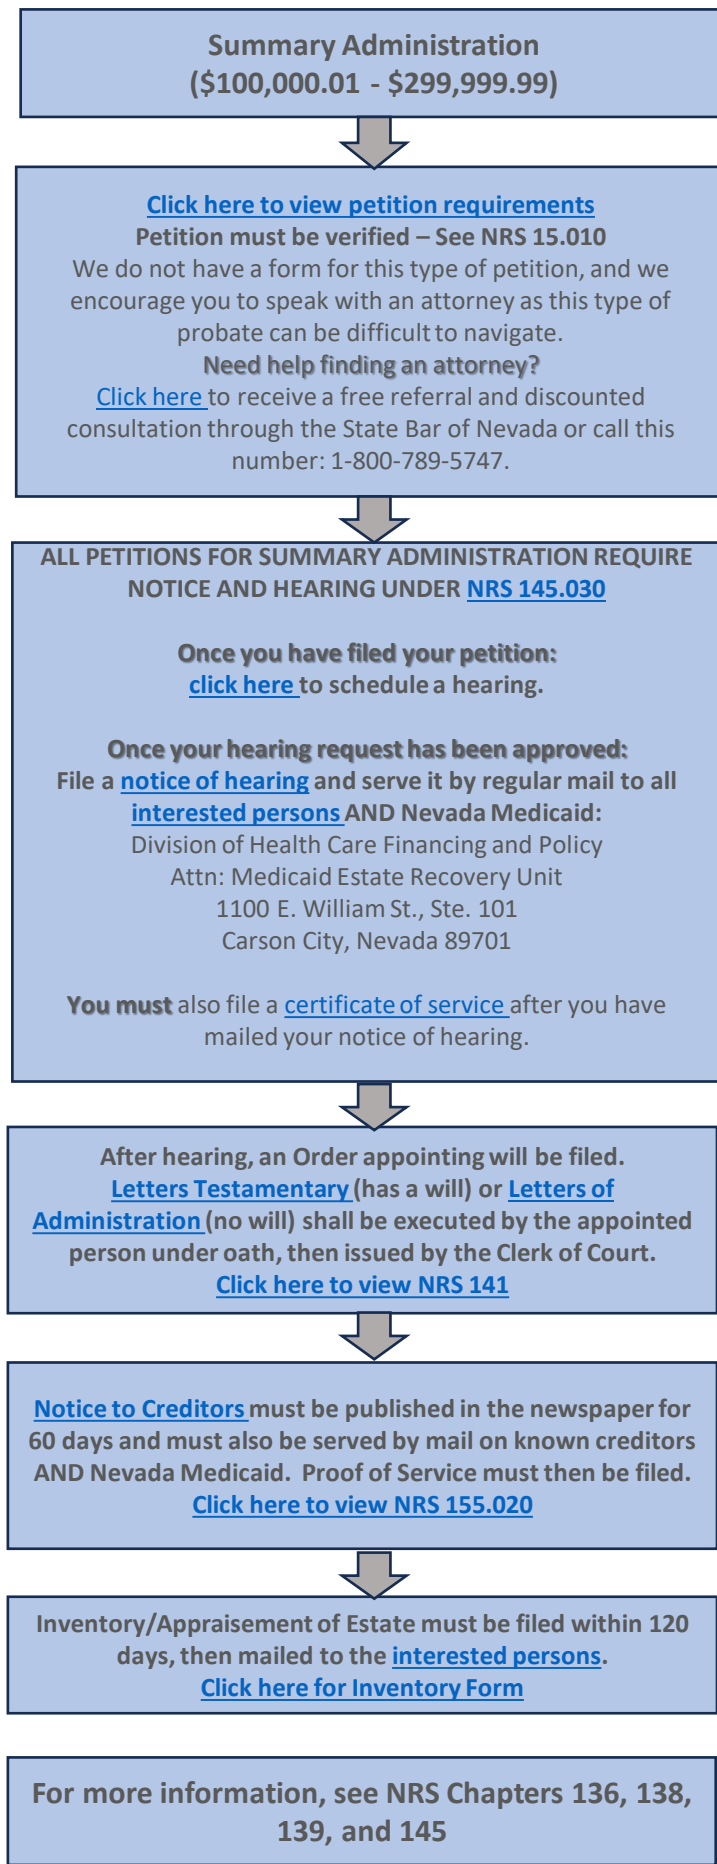 Summary Administration
($100,000.01 - $299,999.99)
Click here to view petition requirements
Petition must be verified – See NRS 15.010
We do not have a form for this type of petition, and we
encourage you to speak with an attorney as this type of
probate can be difficult to navigate.
Need help finding an attorney?
Click here to receive a free referral and discounted
consultation through the State Bar of Nevada or call this
number: 1-800-789-5747.
ALL PETITIONS FOR SUMMARY ADMINISTRATION REQUIRE
NOTICE AND HEARING UNDER NRS 145.030
Once you have filed your petition:
click here to schedule a hearing.
Once your hearing request has been approved:
File a notice of hearing and serve it by regular mail to all
interested persons AND Nevada Medicaid:
Division of Health Care Financing and Policy
Attn: Medicaid Estate Recovery Unit
1100 E. William St., Ste. 101
Carson City, Nevada 89701
You must also file a certificate of service after you have
mailed your notice of hearing.
After hearing, an Order appointing will be filed.
Letters Testamentary (has a will) or Letters of
Administration (no will) shall be executed by the appointed
person under oath, then issued by the Clerk of Court.
Click here to view NRS 141
Notice to Creditors must be published in the newspaper for
60 days and must also be served by mail on known creditors
AND Nevada Medicaid.  Proof of Service must then be filed.
Click here to view NRS 155.020
Inventory/Appraisement of Estate must be filed within 120
days, then mailed to the interested persons.
Click here for Inventory Form
For more information, see NRS Chapters 136, 138,
139, and 145